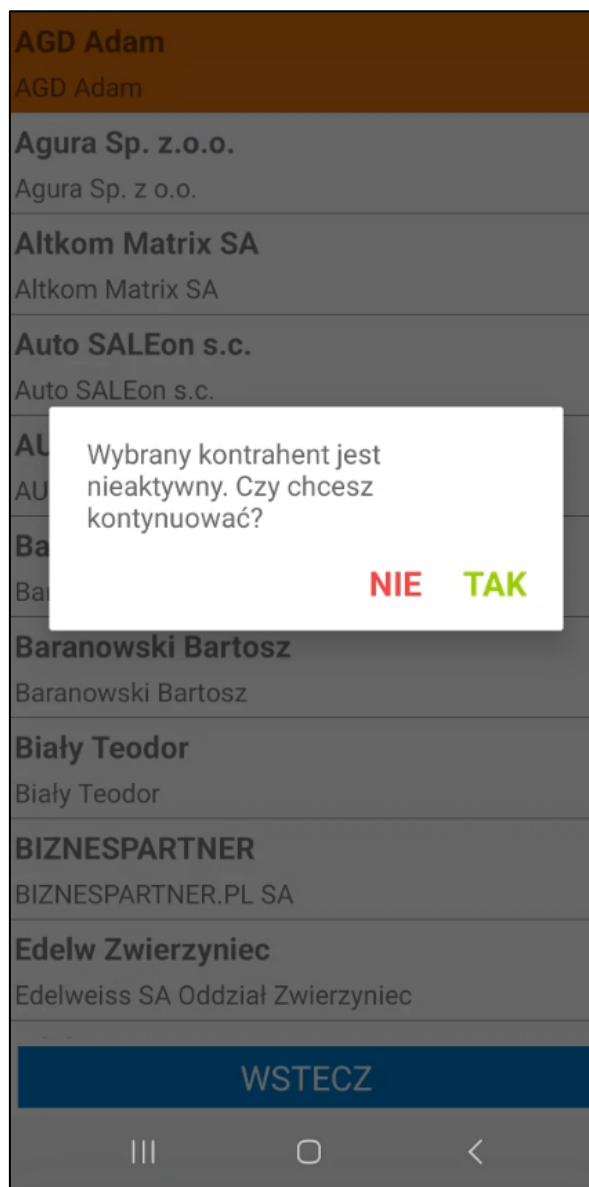 AGD Adam
AGD Adam
Agura Sp. z.o.o.
Agura Sp. z o.o.
Altkom Matrix SA
Altkom Matrix SA
Auto SALEon s.c.
Auto SALEon s.c.
Wybrany kontrahent jest
nieaktywny. Czy chcesz
kontynuować?
NIE TAK
Baranowski Bartosz
Baranowski Bartosz
Biały Teodor
Biały Teodor
BIZNESPARTNER
BIZNESPARTNER.PL SA
Edelw Zwierzyniec
Edelweiss SA Oddział Zwierzyniec
WSTECZ